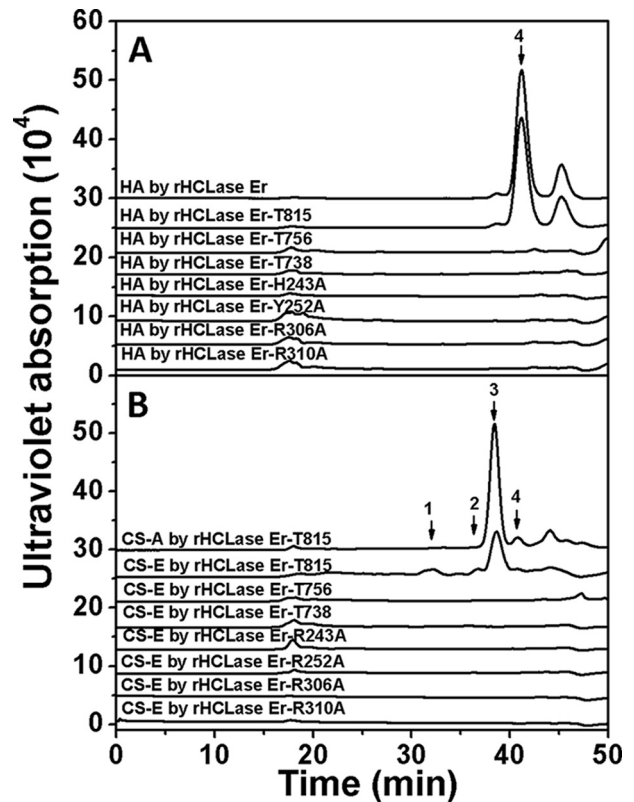 Ultraviolet absorption (10⁴)
60
A
4
50
40
30
HA by rHCLase Er
HA by rHCLase Er-T815
20
HA by rHCLase Er-T756
HA by rHCLase Er-T738
HA by rHCLase Er-H243A
10
HA by rHCLase Er-Y252A
HA by rHCLase Er-R306A
HA by rHCLase Er-R310A
0
B
3
50
40
1
2
4
CS-A by rHCLase Er-T815
30
CS-E by rHCLase Er-T815
CS-E by rHCLase Er-T756
20
CS-E by rHCLase Er-T738
CS-E by rHCLase Er-R243A
10
CS-E by rHCLase Er-R252A
CS-E by rHCLase Er-R306A
CS-E by rHCLase Er-R310A
0
0 10 20 30 40 50
Time (min)